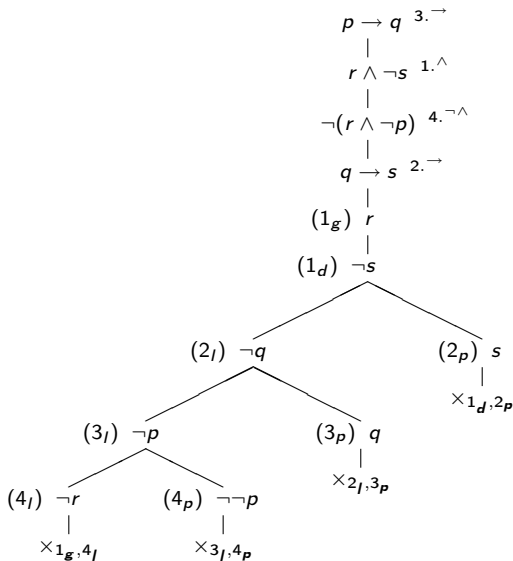 p → q 3.→
r ∧ ¬s 1.∧
¬(r ∧ ¬p) 4.¬∧
q → s 2.→
(1g) r
(1d) ¬s
(2l) ¬q (2p) s
×1d,2p
(3l) ¬p (3p) q
×2l,3p
(4l) ¬r (4p) ¬¬p
×1g,4l ×3l,4p